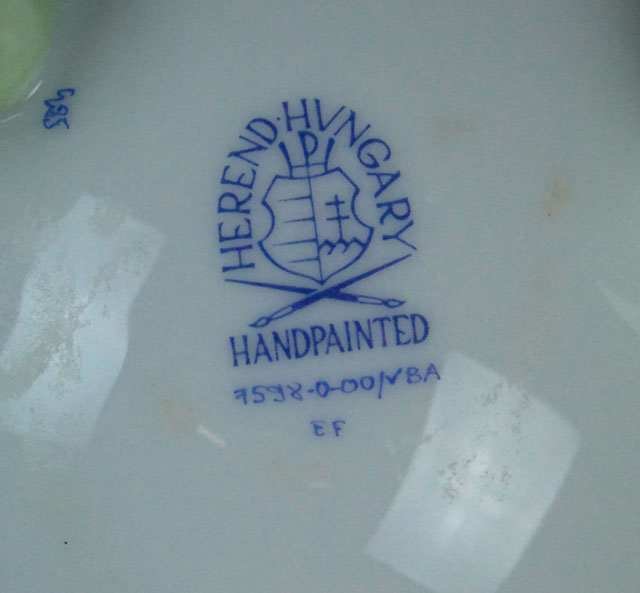 HEREND·HVNGARY
HANDPAINTED
7598-0-00/VBA
EF